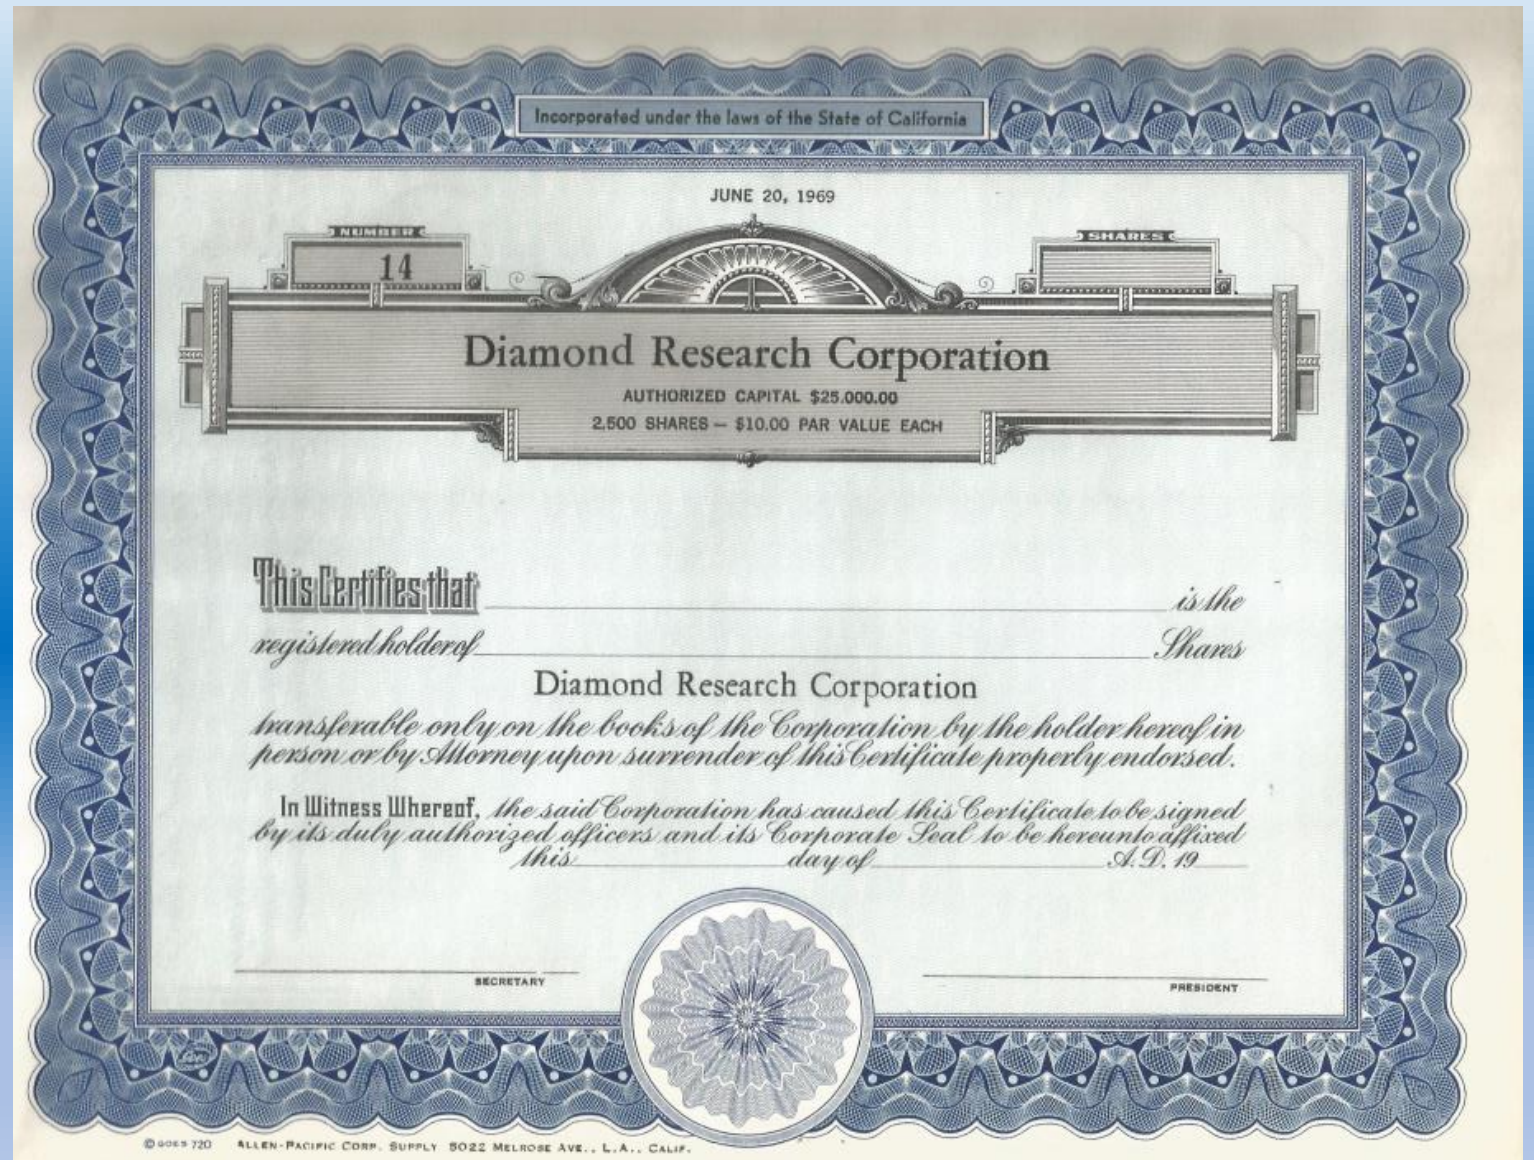 Incorporated under the laws of the State of California
JUNE 20, 1969
NUMBER
14
SHARES
Diamond Research Corporation
AUTHORIZED CAPITAL $25.000.00
2,500 SHARES — $10.00 PAR VALUE EACH
This Certifies that is the
registered holder of Shares
Diamond Research Corporation
transferable only on the books of the Corporation by the holder hereof in
person or by Attorney upon surrender of this Certificate properly endorsed.
In Witness Whereof, the said Corporation has caused this Certificate to be signed
by its duly authorized officers and its Corporate Seal to be hereunto affixed
this day of A.D. 19
SECRETARY
PRESIDENT
Goes
© GOES 720 ALLEN-PACIFIC CORP. SUPPLY 5022 MELROSE AVE., L.A., CALIF.